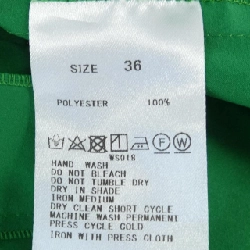 SIZE 36
POLYESTER 100%
F W
WS018
HAND WASH
DO NOT BLEACH
DO NOT TUMBLE DRY
DRY IN SHADE
IRON MEDIUM
DRY CLEAN SHORT CYCLE
MACHINE WASH PERMANENT
PRESS CYCLE COLD
IRON WITH PRESS CLOTH